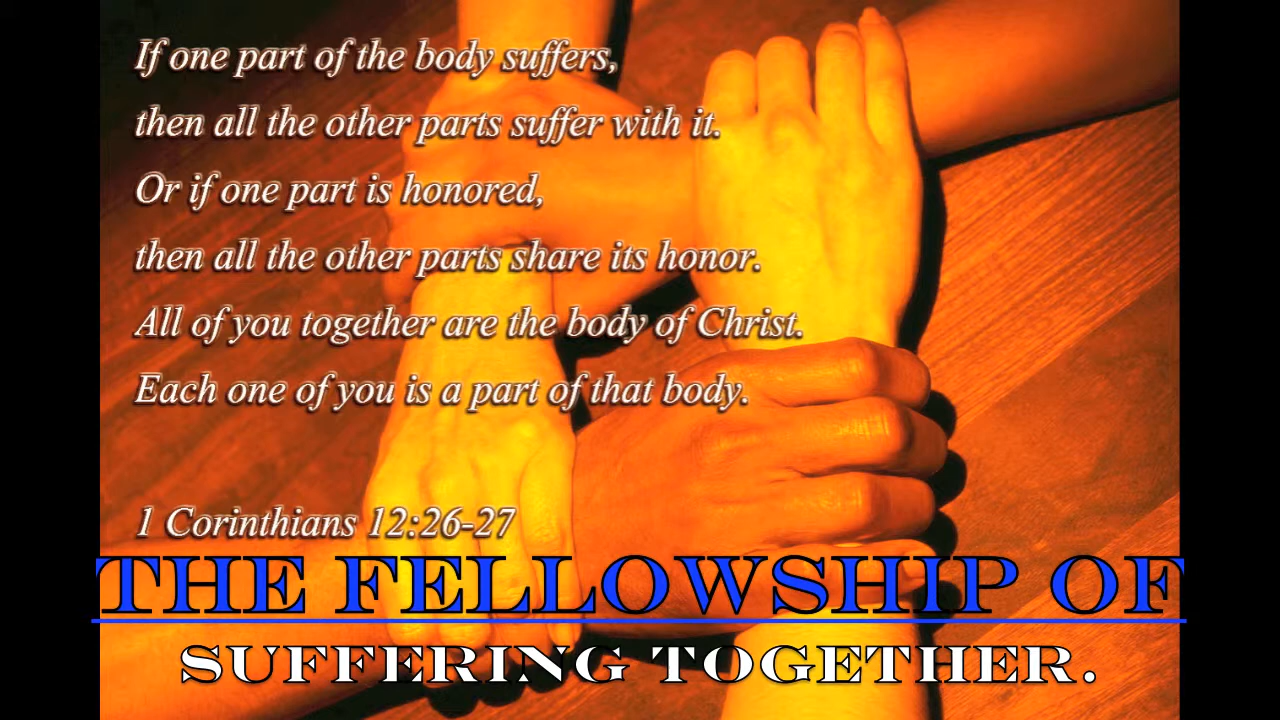 If one part of the body suffers,
then all the other parts suffer with it.
Or if one part is honored,
then all the other parts share its honor.
All of you together are the body of Christ.
Each one of you is a part of that body.
1 Corinthians 12:26-27
THE FELLOWSHIP OF
SUFFERING TOGETHER.